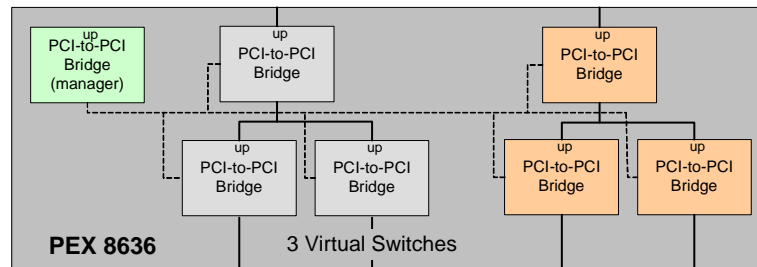 up
PCI-to-PCI
Bridge
(manager)
up
PCI-to-PCI
Bridge
up
PCI-to-PCI
Bridge
up
PCI-to-PCI
Bridge
up
PCI-to-PCI
Bridge
up
PCI-to-PCI
Bridge
up
PCI-to-PCI
Bridge
PEX 8636
3 Virtual Switches